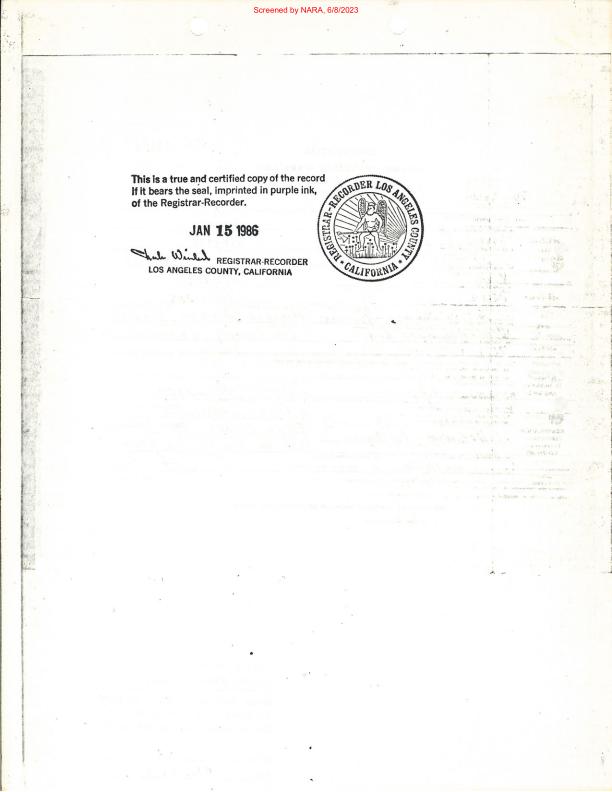 Screened by NARA, 6/8/2023
This is a true and certified copy of the record
if it bears the seal, imprinted in purple ink,
of the Registrar-Recorder.
JAN 15 1986
REGISTRAR-RECORDER
LOS ANGELES COUNTY, CALIFORNIA
REGISTRAR-RECORDER LOS ANGELES COUNTY
CALIFORNIA